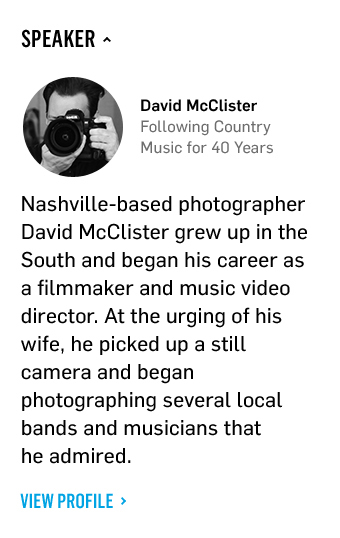 SPEAKER
David McClister
Following Country
Music for 40 Years
Nashville-based photographer
David McClister grew up in the
South and began his career as
a filmmaker and music video
director. At the urging of his
wife, he picked up a still
camera and began
photographing several local
bands and musicians that
he admired.
VIEW PROFILE